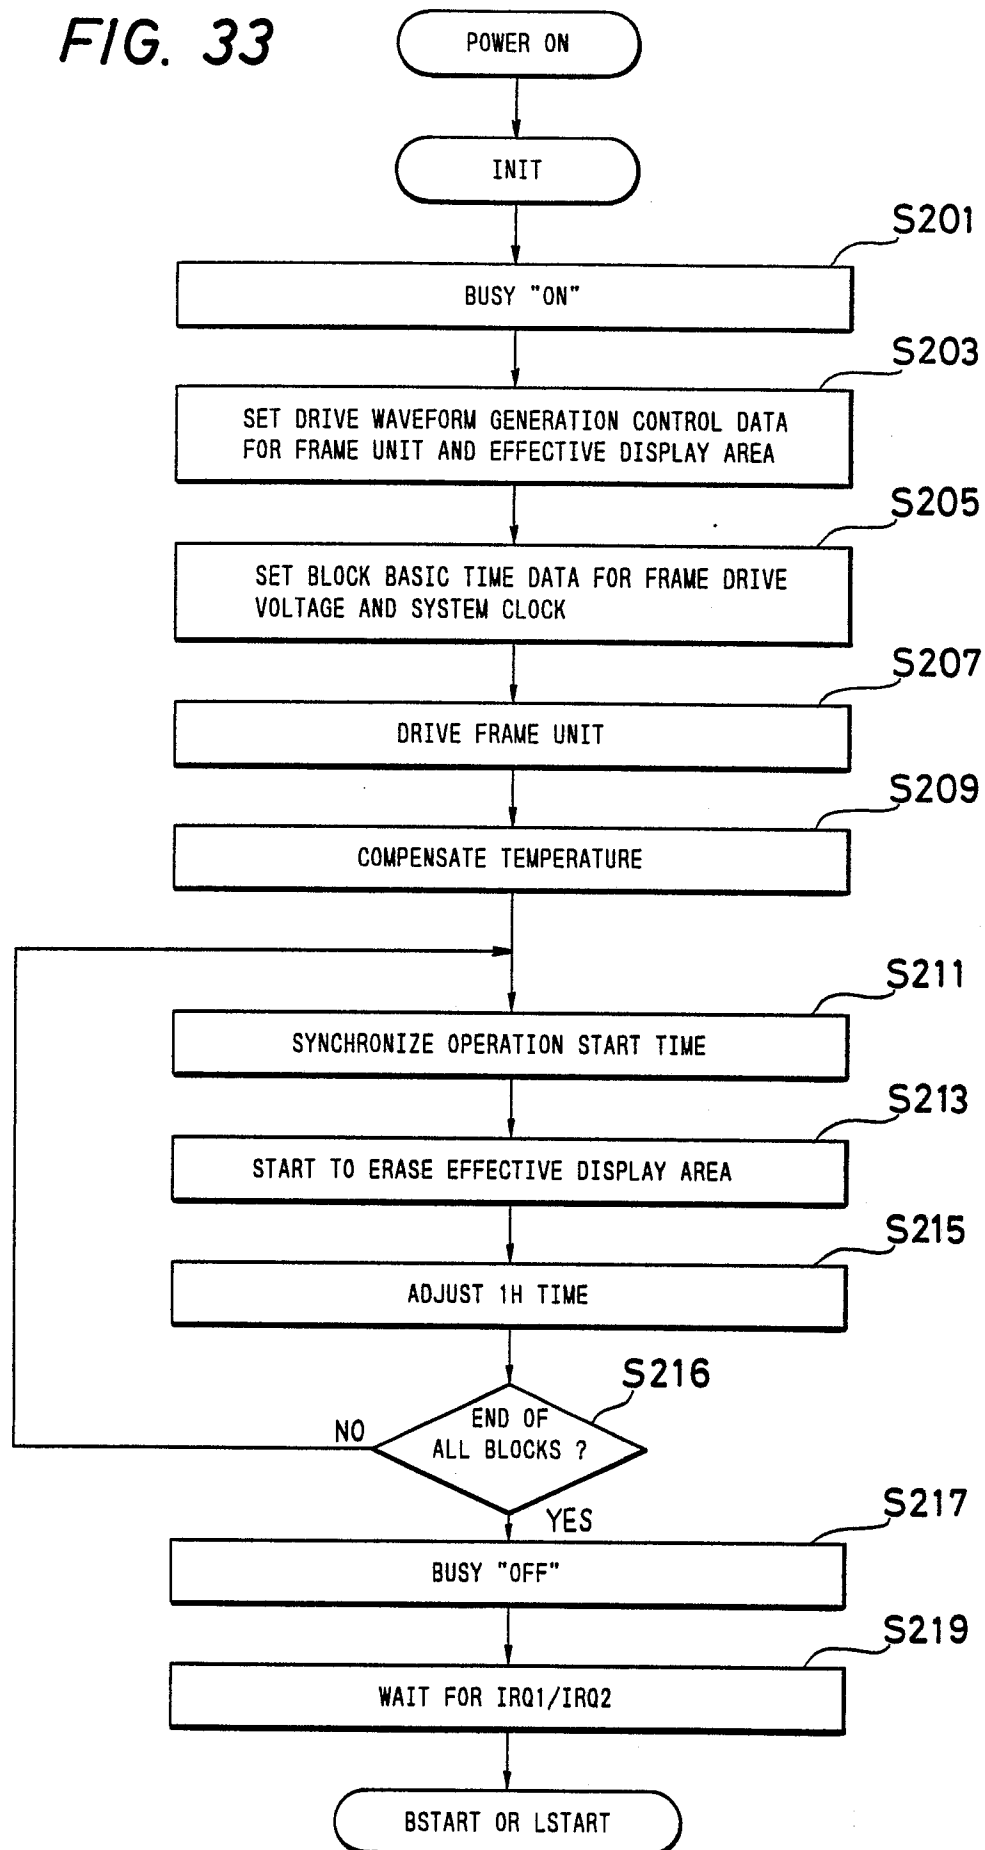 FIG. 33
POWER ON
INIT
S201
BUSY "ON"
S203
SET DRIVE WAVEFORM GENERATION CONTROL DATA
FOR FRAME UNIT AND EFFECTIVE DISPLAY AREA
S205
SET BLOCK BASIC TIME DATA FOR FRAME DRIVE
VOLTAGE AND SYSTEM CLOCK
S207
DRIVE FRAME UNIT
S209
COMPENSATE TEMPERATURE
S211
SYNCHRONIZE OPERATION START TIME
S213
START TO ERASE EFFECTIVE DISPLAY AREA
S215
ADJUST 1H TIME
S216
END OF
ALL BLOCKS ?
NO
YES
S217
BUSY "OFF"
S219
WAIT FOR IRQ1/IRQ2
BSTART OR LSTART